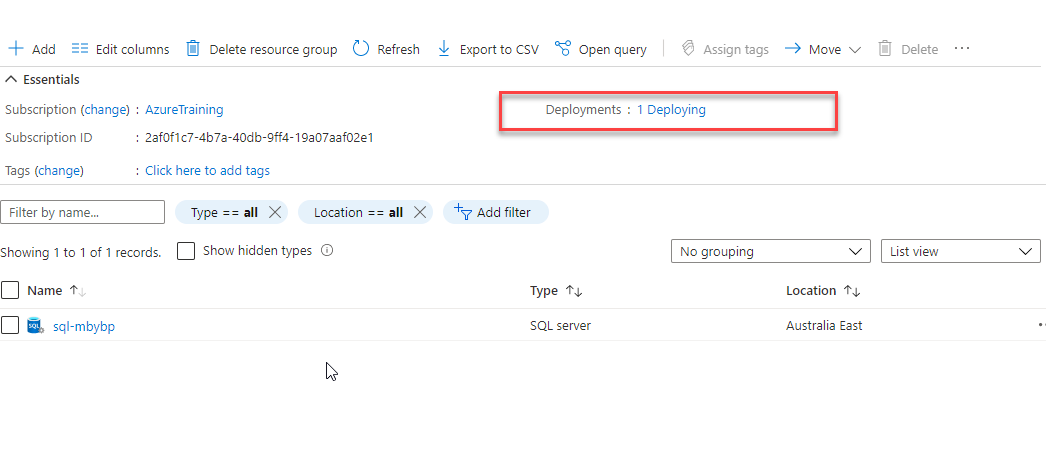 Add Edit columns Delete resource group Refresh Export to CSV Open query Assign tags Move Delete ...
Essentials
Subscription (change) : AzureTraining Deployments : 1 Deploying
Subscription ID : 2af0f1c7-4b7a-40db-9ff4-19a07aaf02e1
Tags (change) : Click here to add tags
Filter by name... Type == all Location == all Add filter
Showing 1 to 1 of 1 records. Show hidden types No grouping List view
Name Type Location
SQL sql-mbybp SQL server Australia East